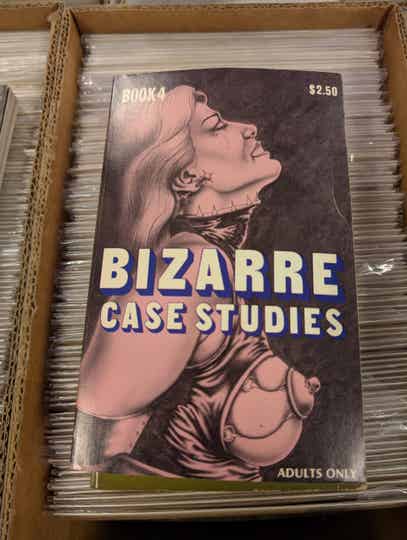 BOOK 4
$2.50
BIZARRE
CASE STUDIES
ADULTS ONLY